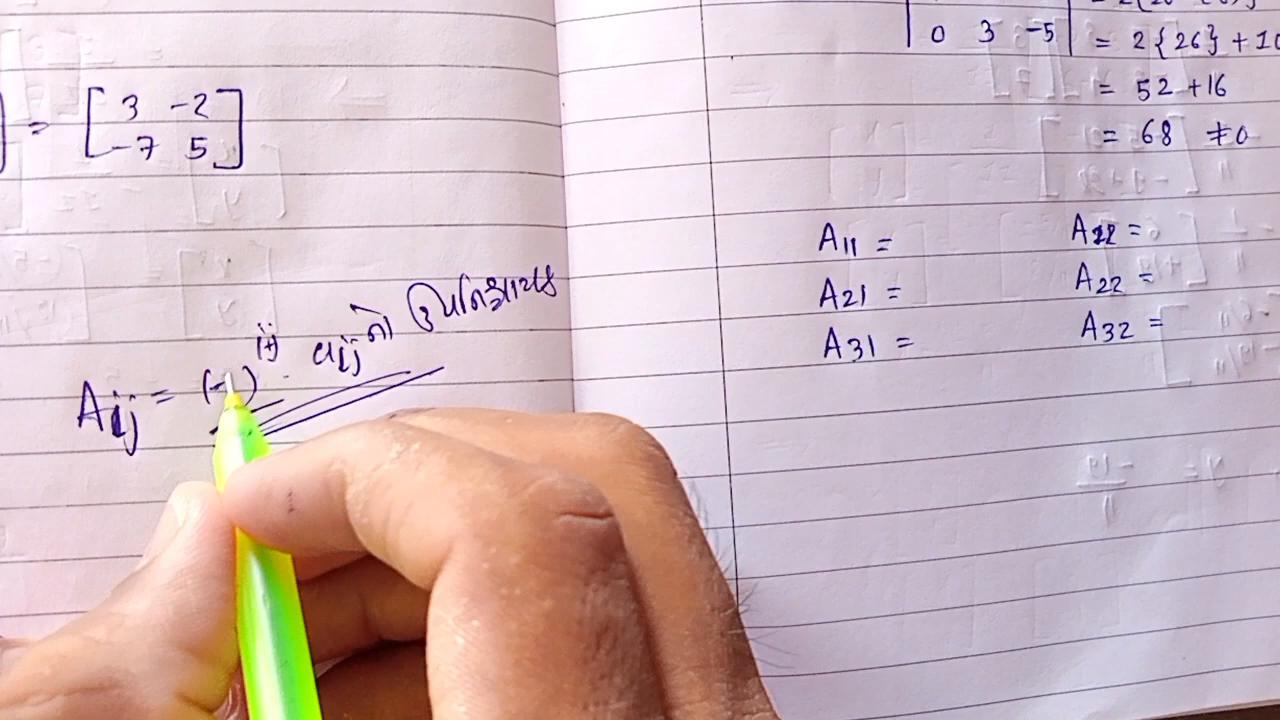 = [ 3 -2
-7 5 ]
Aij = (-1)^i+j . aij નો ઉપનિશ્ચાયક
0 3 -5 | = 2{26} + 10
= 52 + 16
= 68 ≠ 0
A11 =
A21 =
A22 =
A31 =
A32 =